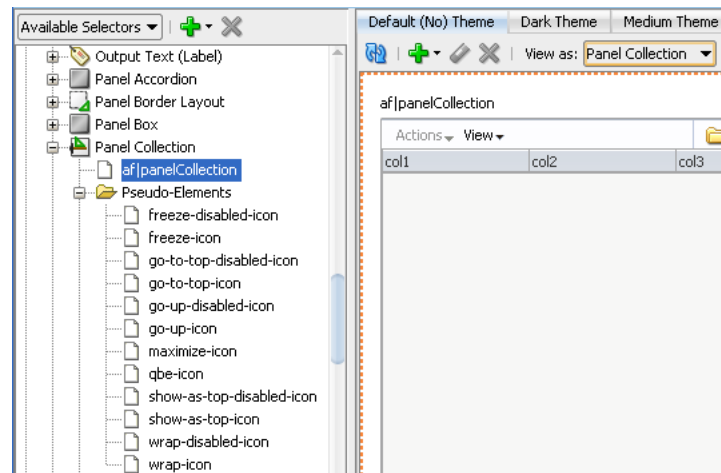 Available Selectors
Output Text (Label)
Panel Accordion
Panel Border Layout
Panel Box
Panel Collection
af|panelCollection
Pseudo-Elements
freeze-disabled-icon
freeze-icon
go-to-top-disabled-icon
go-to-top-icon
go-up-disabled-icon
go-up-icon
maximize-icon
qbe-icon
show-as-top-disabled-icon
show-as-top-icon
wrap-disabled-icon
wrap-icon
Default (No) Theme Dark Theme Medium Theme
View as: Panel Collection
af|panelCollection
Actions View
col1 col2 col3